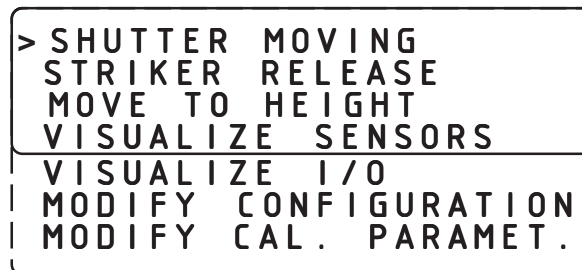 > SHUTTER MOVING
STRIKER RELEASE
MOVE TO HEIGHT
VISUALIZE SENSORS
VISUALIZE I/O
MODIFY CONFIGURATION
MODIFY CAL. PARAMET.